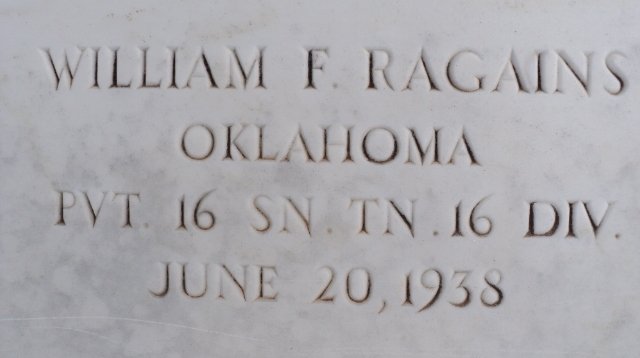 WILLIAM F. RAGAINS
OKLAHOMA
PVT. 16 SN. TN. 16 DIV.
JUNE 20, 1938